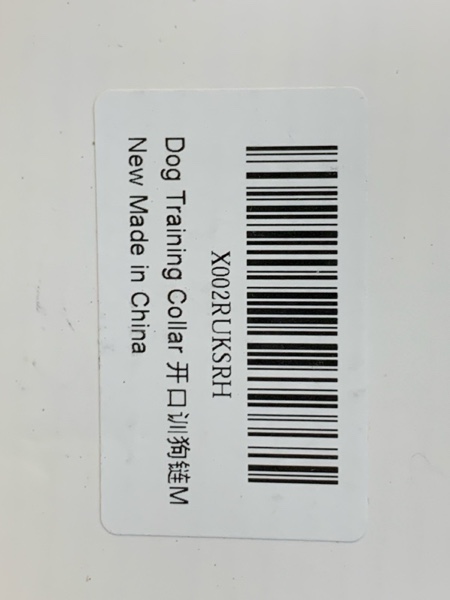 X002RUKSRH
Dog Training Collar 开口训狗链M
New Made in China